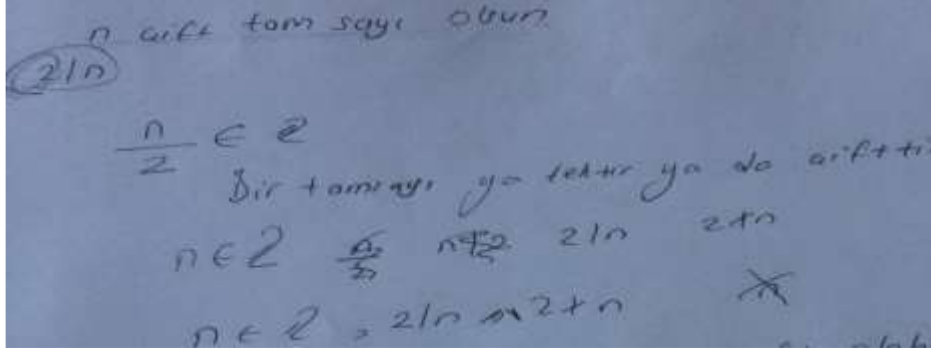 n çift tam sayı olsun
2|n
n/2 ∈ Z
Bir tamsayı ya tektir ya da çifttir
n∈Z 2|n 2∤n
n∈Z, 2|n ∧ 2∤n